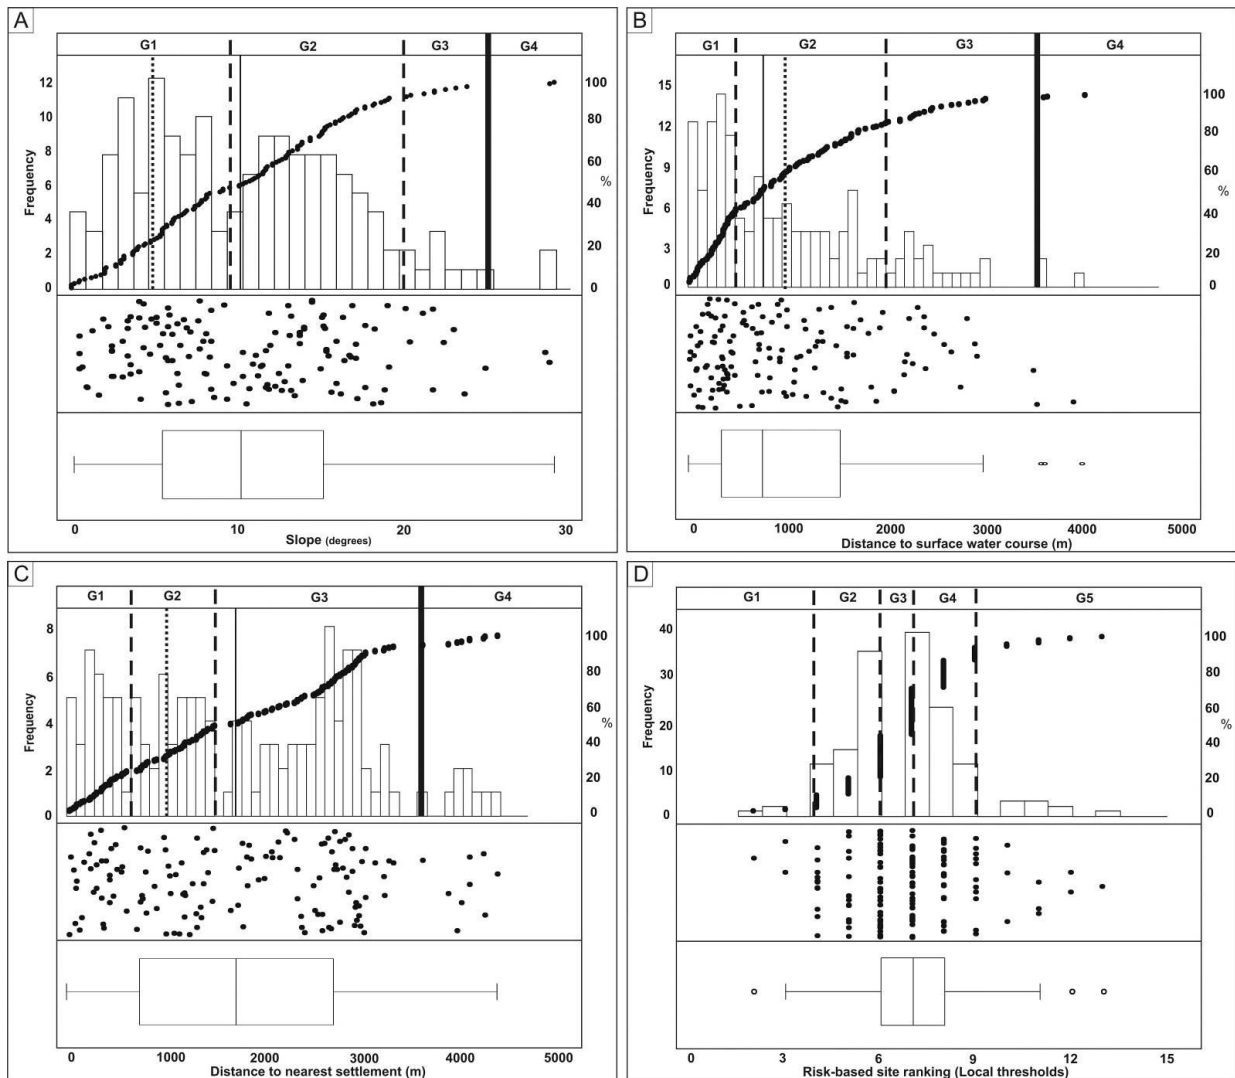 A
G1 G2 G3 G4
12 100
10 80
8
60
6
%
4 40
2 20
0 0
Frequency
0 10 20 30
Slope (degrees)
B
G1 G2 G3 G4
15 100
12 80
9 60
%
6 40
3 20
0 0
Frequency
1000 2000 3000 4000 5000
0
Distance to surface water course (m)
C
G1 G2 G3 G4
8 100
6 80
60
4 %
40
2 20
0 0
Frequency
0 1000 2000 3000 4000 5000
Distance to nearest settlement (m)
D
G1 G2 G3 G4 G5
40 100
30 80
60
20 %
40
10 20
0 0
Frequency
0 3 6 9 12 15
Risk-based site ranking (Local thresholds)